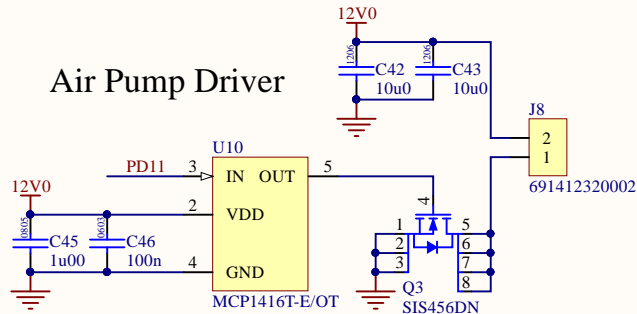 12V0
1206
C42
10u0
1206
C43
10u0
Air Pump Driver
J8
2
1
691412320002
U10
PD11
3
IN
OUT
5
12V0
2
VDD
4
GND
MCP1416T-E/OT
0805
C45
1u00
0603
C46
100n
4
1
2
3
5
6
7
8
Q3
SIS456DN